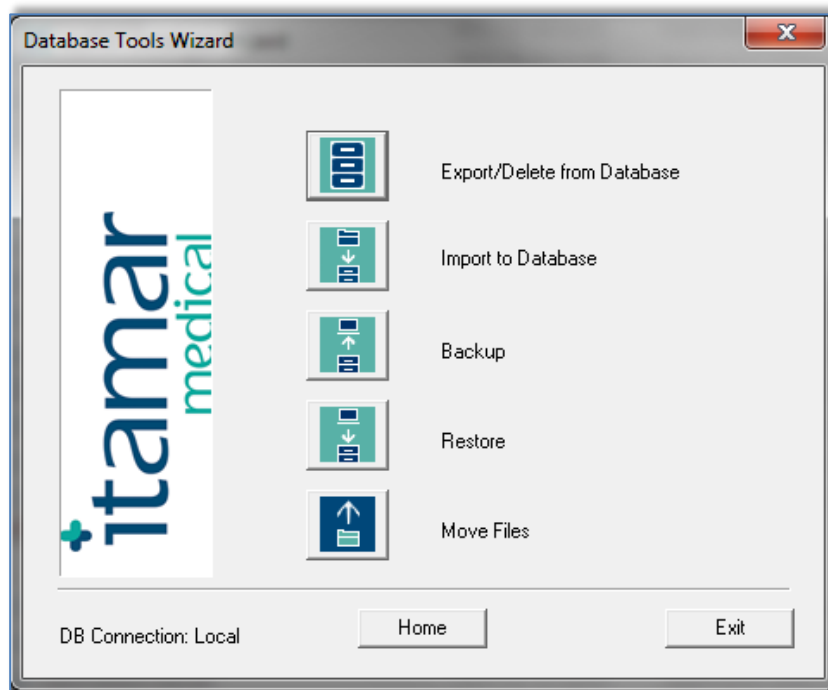 Database Tools Wizard
itamar
medical
Export/Delete from Database
Import to Database
Backup
Restore
Move Files
DB Connection: Local
Home
Exit